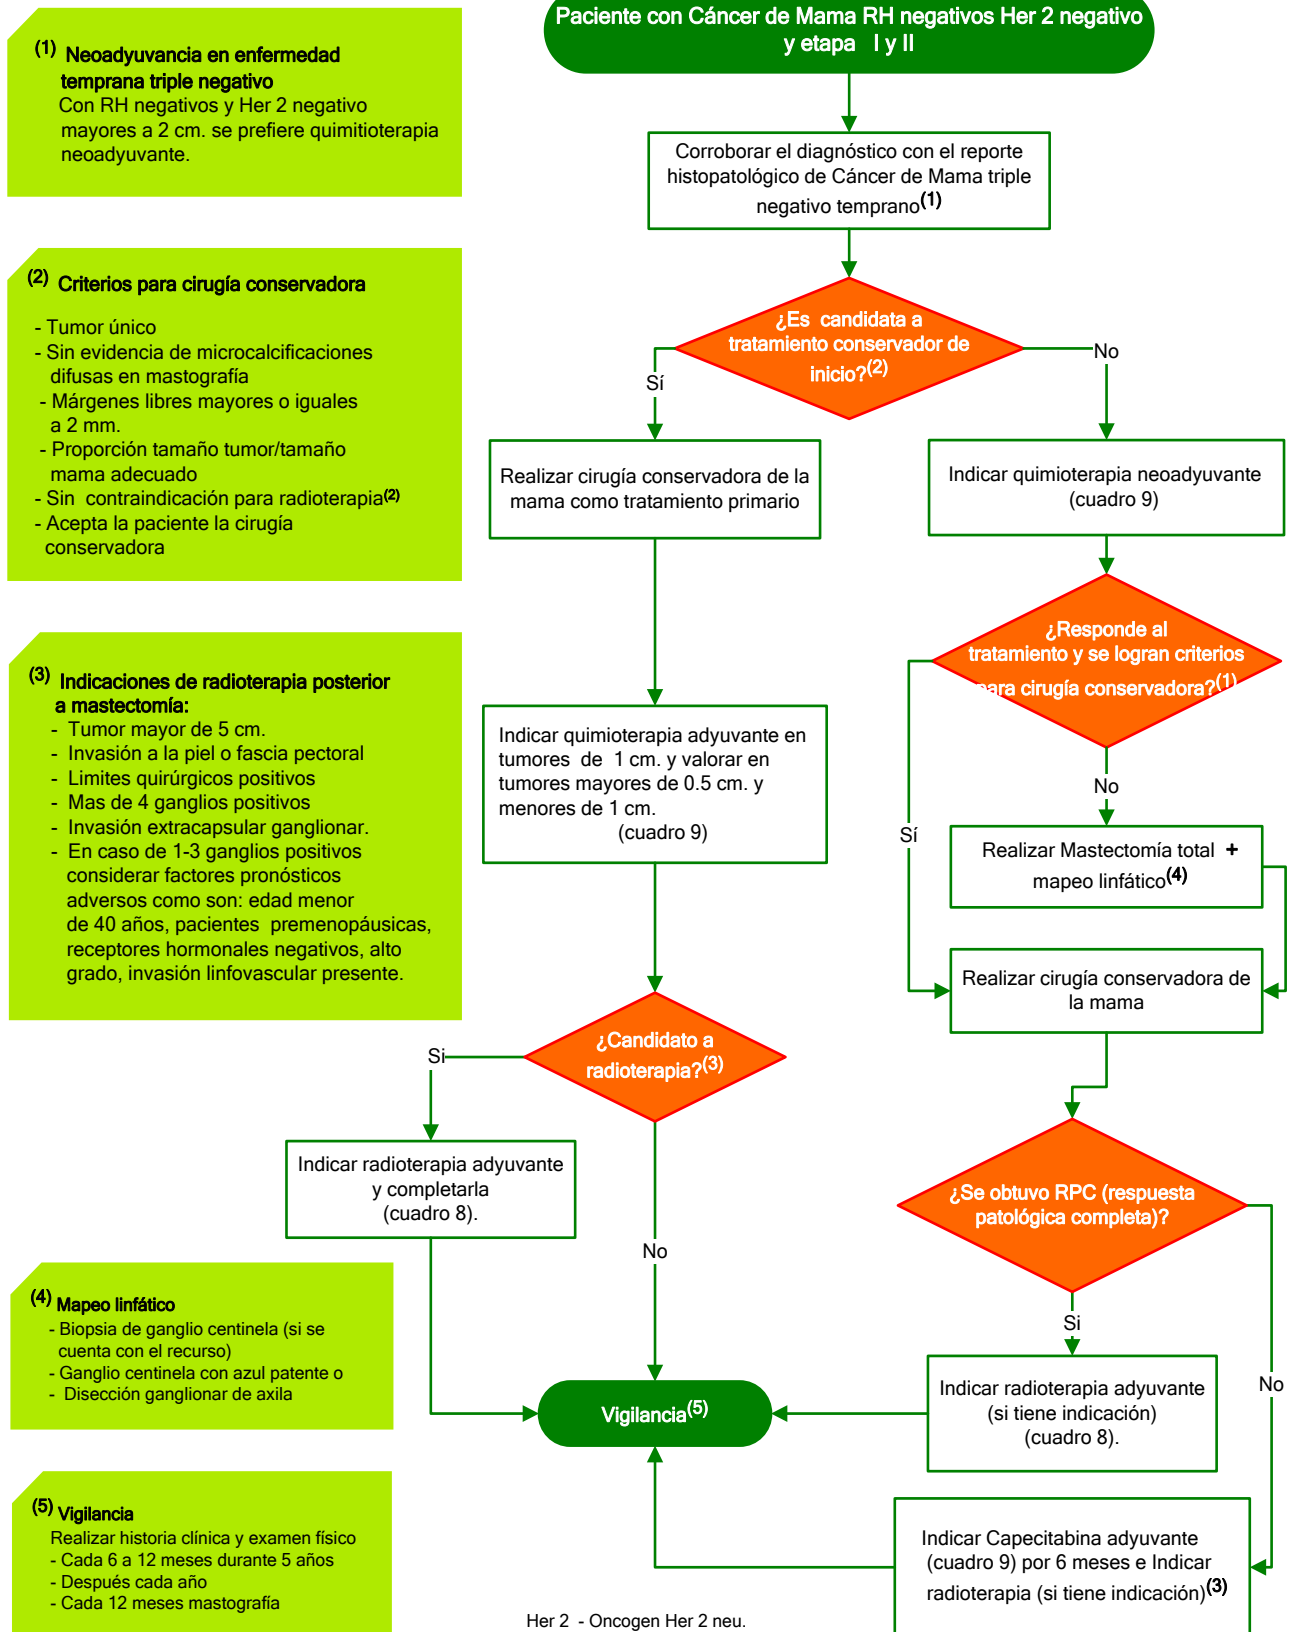 Paciente con Cáncer de Mama RH negativos Her 2 negativo
y etapa I y II
(1) Neoadyuvancia en enfermedad
temprana triple negativo
Con RH negativos y Her 2 negativo
mayores a 2 cm. se prefiere quimitioterapia
neoadyuvante.
Corroborar el diagnóstico con el reporte
histopatológico de Cáncer de Mama triple
negativo temprano(1)
(2) Criterios para cirugía conservadora
- Tumor único
- Sin evidencia de microcalcificaciones
difusas en mastografía
- Márgenes libres mayores o iguales
a 2 mm.
- Proporción tamaño tumor/tamaño
mama adecuado
- Sin contraindicación para radioterapia(2)
- Acepta la paciente la cirugía
conservadora
¿Es candidata a
tratamiento conservador de
inicio?(2)
Sí
No
Realizar cirugía conservadora de la
mama como tratamiento primario
Indicar quimioterapia neoadyuvante
(cuadro 9)
¿Responde al
tratamiento y se logran criterios
para cirugía conservadora?(1)
(3) Indicaciones de radioterapia posterior
a mastectomía:
- Tumor mayor de 5 cm.
- Invasión a la piel o fascia pectoral
- Limites quirúrgicos positivos
- Mas de 4 ganglios positivos
- Invasión extracapsular ganglionar.
- En caso de 1-3 ganglios positivos
considerar factores pronósticos
adversos como son: edad menor
de 40 años, pacientes premenopáusicas,
receptores hormonales negativos, alto
grado, invasión linfovascular presente.
Indicar quimioterapia adyuvante en
tumores de 1 cm. y valorar en
tumores mayores de 0.5 cm. y
menores de 1 cm.
(cuadro 9)
No
Sí
Realizar Mastectomía total +
mapeo linfático(4)
Realizar cirugía conservadora de
la mama
¿Candidato a
radioterapia?(3)
Si
Indicar radioterapia adyuvante
y completarla
(cuadro 8).
No
¿Se obtuvo RPC (respuesta
patológica completa)?
Si
No
(4) Mapeo linfático
- Biopsia de ganglio centinela (si se
cuenta con el recurso)
- Ganglio centinela con azul patente o
- Disección ganglionar de axila
Vigilancia(5)
Indicar radioterapia adyuvante
(si tiene indicación)
(cuadro 8).
(5) Vigilancia
Realizar historia clínica y examen físico
- Cada 6 a 12 meses durante 5 años
- Después cada año
- Cada 12 meses mastografía
Indicar Capecitabina adyuvante
(cuadro 9) por 6 meses e Indicar
radioterapia (si tiene indicación)(3)
Her 2 - Oncogen Her 2 neu.